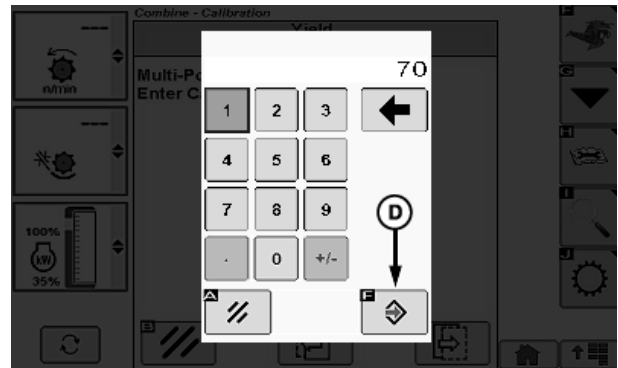 Combine - Calibration
Yield
---
n/min
Multi-Po
Enter C
70
1 2 3
4 5 6
7 8 9
. 0 +/-
---
100%
kW
35%
D
A
F
B
F
G
H
I
J